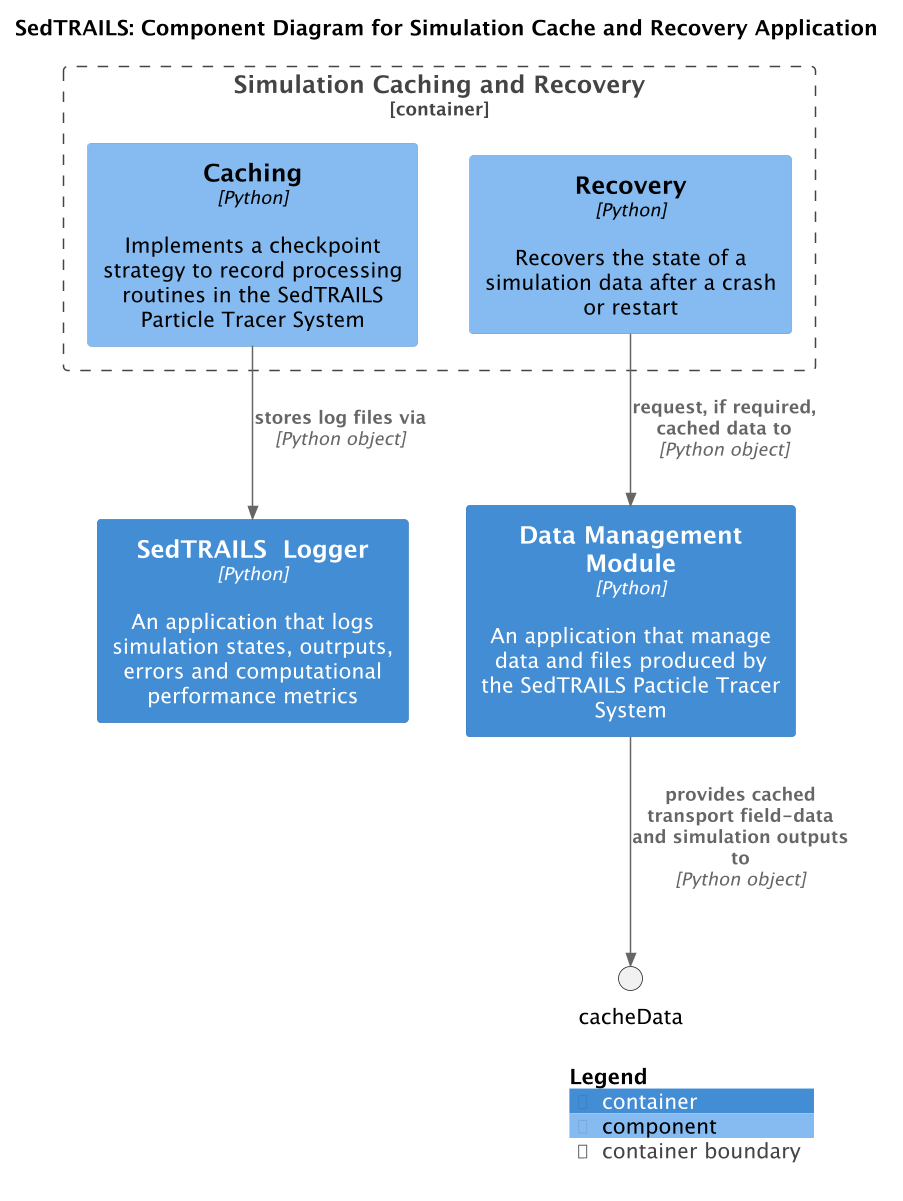 SedTRAILS: Component Diagram for Simulation Cache and Recovery Application
Simulation Caching and Recovery
[container]
Caching
[Python]
Implements a checkpoint
strategy to record processing
routines in the SedTRAILS
Particle Tracer System
Recovery
[Python]
Recovers the state of a
simulation data after a crash
or restart
stores log files via
[Python object]
request, if required,
cached data to
[Python object]
SedTRAILS  Logger
[Python]
An application that logs
simulation states, outrputs,
errors and computational
performance metrics
Data Management
Module
[Python]
An application that manage
data and files produced by
the SedTRAILS Pacticle Tracer
System
provides cached
transport field-data
and simulation outputs
to
[Python object]
cacheData
Legend
container
component
container boundary